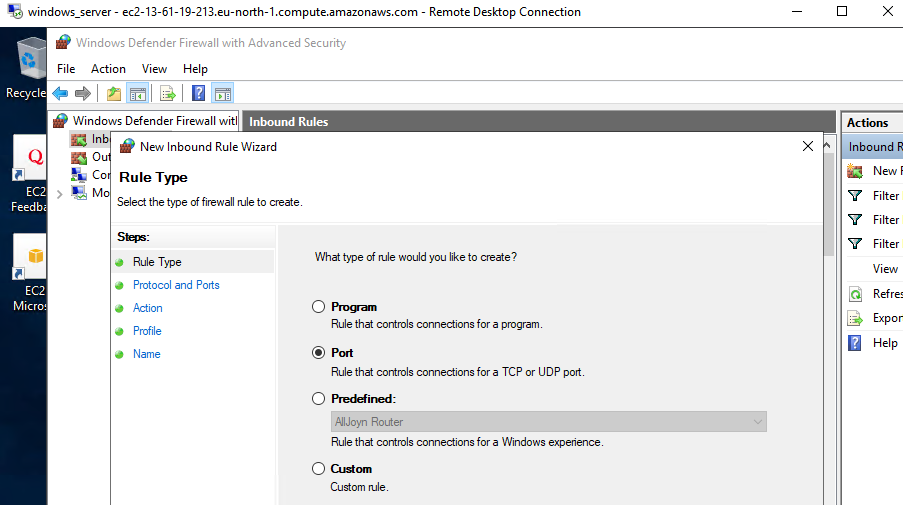 windows_server - ec2-13-61-19-213.eu-north-1.compute.amazonaws.com - Remote Desktop Connection
Windows Defender Firewall with Advanced Security
File Action View Help
Recycle
EC2
Feedba
EC2
Micros
Windows Defender Firewall with
Inb
Out
Con
Mo
Inbound Rules
New Inbound Rule Wizard
Rule Type
Select the type of firewall rule to create.
Steps:
Rule Type
Protocol and Ports
Action
Profile
Name
What type of rule would you like to create?
Program
Rule that controls connections for a program.
Port
Rule that controls connections for a TCP or UDP port.
Predefined:
AllJoyn Router
Rule that controls connections for a Windows experience.
Custom
Custom rule.
Actions
Inbound R
New R
Filter
Filter
Filter
View
Refres
Export
Help